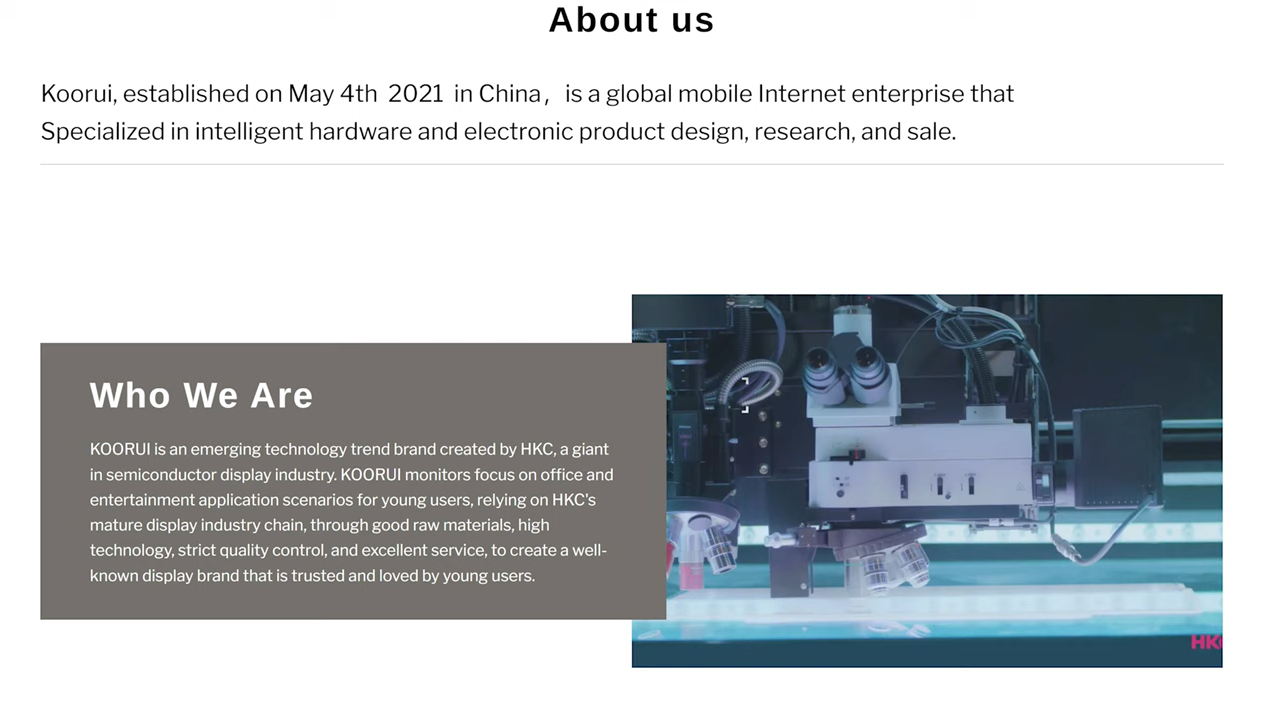 About us
Koorui, established on May 4th 2021 in China， is a global mobile Internet enterprise that
Specialized in intelligent hardware and electronic product design, research, and sale.
Who We Are
KOORUI is an emerging technology trend brand created by HKC, a giant
in semiconductor display industry. KOORUI monitors focus on office and
entertainment application scenarios for young users, relying on HKC's
mature display industry chain, through good raw materials, high
technology, strict quality control, and excellent service, to create a well-
known display brand that is trusted and loved by young users.
HK